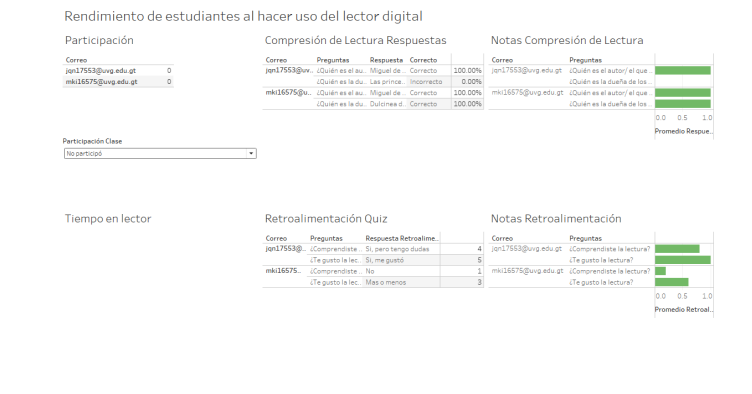 Rendimiento de estudiantes al hacer uso del lector digital
Participación
Correo
jqn17553@uvg.edu.gt 0
mki16575@uvg.edu.gt 0
Participación Clase
No participó
Compresión de Lectura Respuestas
Correo Preguntas Respuesta Correcto
jqn17553@uv.. ¿Quién es el au.. Miguel de .. Correcto 100.00%
¿Quién es la du.. Las prince.. Incorrecto 0.00%
mki16575@u.. ¿Quién es el au.. Miguel de .. Correcto 100.00%
¿Quién es la du.. Dulcinea d.. Correcto 100.00%
Notas Compresión de Lectura
Correo Preguntas
jqn17553@uvg.edu.gt ¿Quién es el autor/ el que ..
¿Quién es la dueña de los ..
mki16575@uvg.edu.gt ¿Quién es el autor/ el que ..
¿Quién es la dueña de los ..
0.0 0.5 1.0
Promedio Respue..
Tiempo en lector
Retroalimentación Quiz
Correo Preguntas Respuesta Retroalime..
jqn17553@.. ¿Comprendiste .. Si, pero tengo dudas 4
¿Te gusto la lec.. Si, me gustó 5
mki16575.. ¿Comprendiste .. No 1
¿Te gusto la lec.. Mas o menos 3
Notas Retroalimentación
Correo Preguntas
jqn17553@uvg.edu.gt ¿Comprendiste la lectura?
¿Te gusto la lectura?
mki16575@uvg.edu.gt ¿Comprendiste la lectura?
¿Te gusto la lectura?
0.0 0.5 1.0
Promedio Retroal..